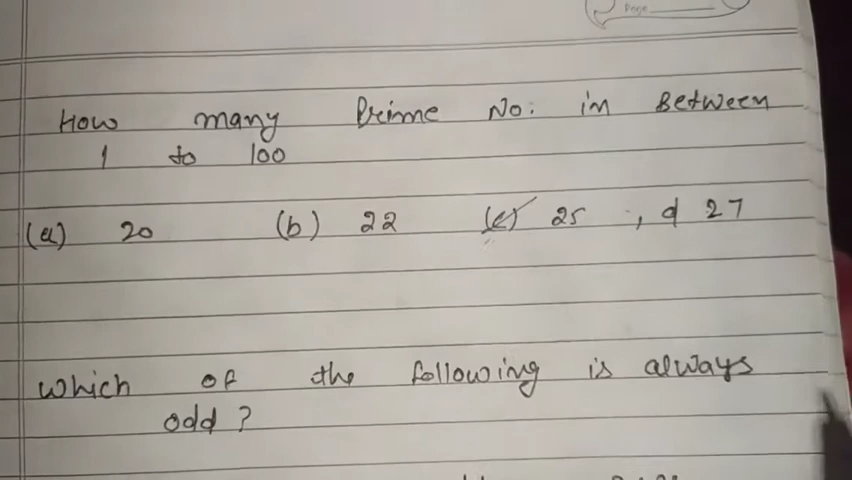 Page
How many Prime No: in Between
1 to 100
(a) 20 (b) 22 (c) 25 , d 27
which of the following is always
odd ?